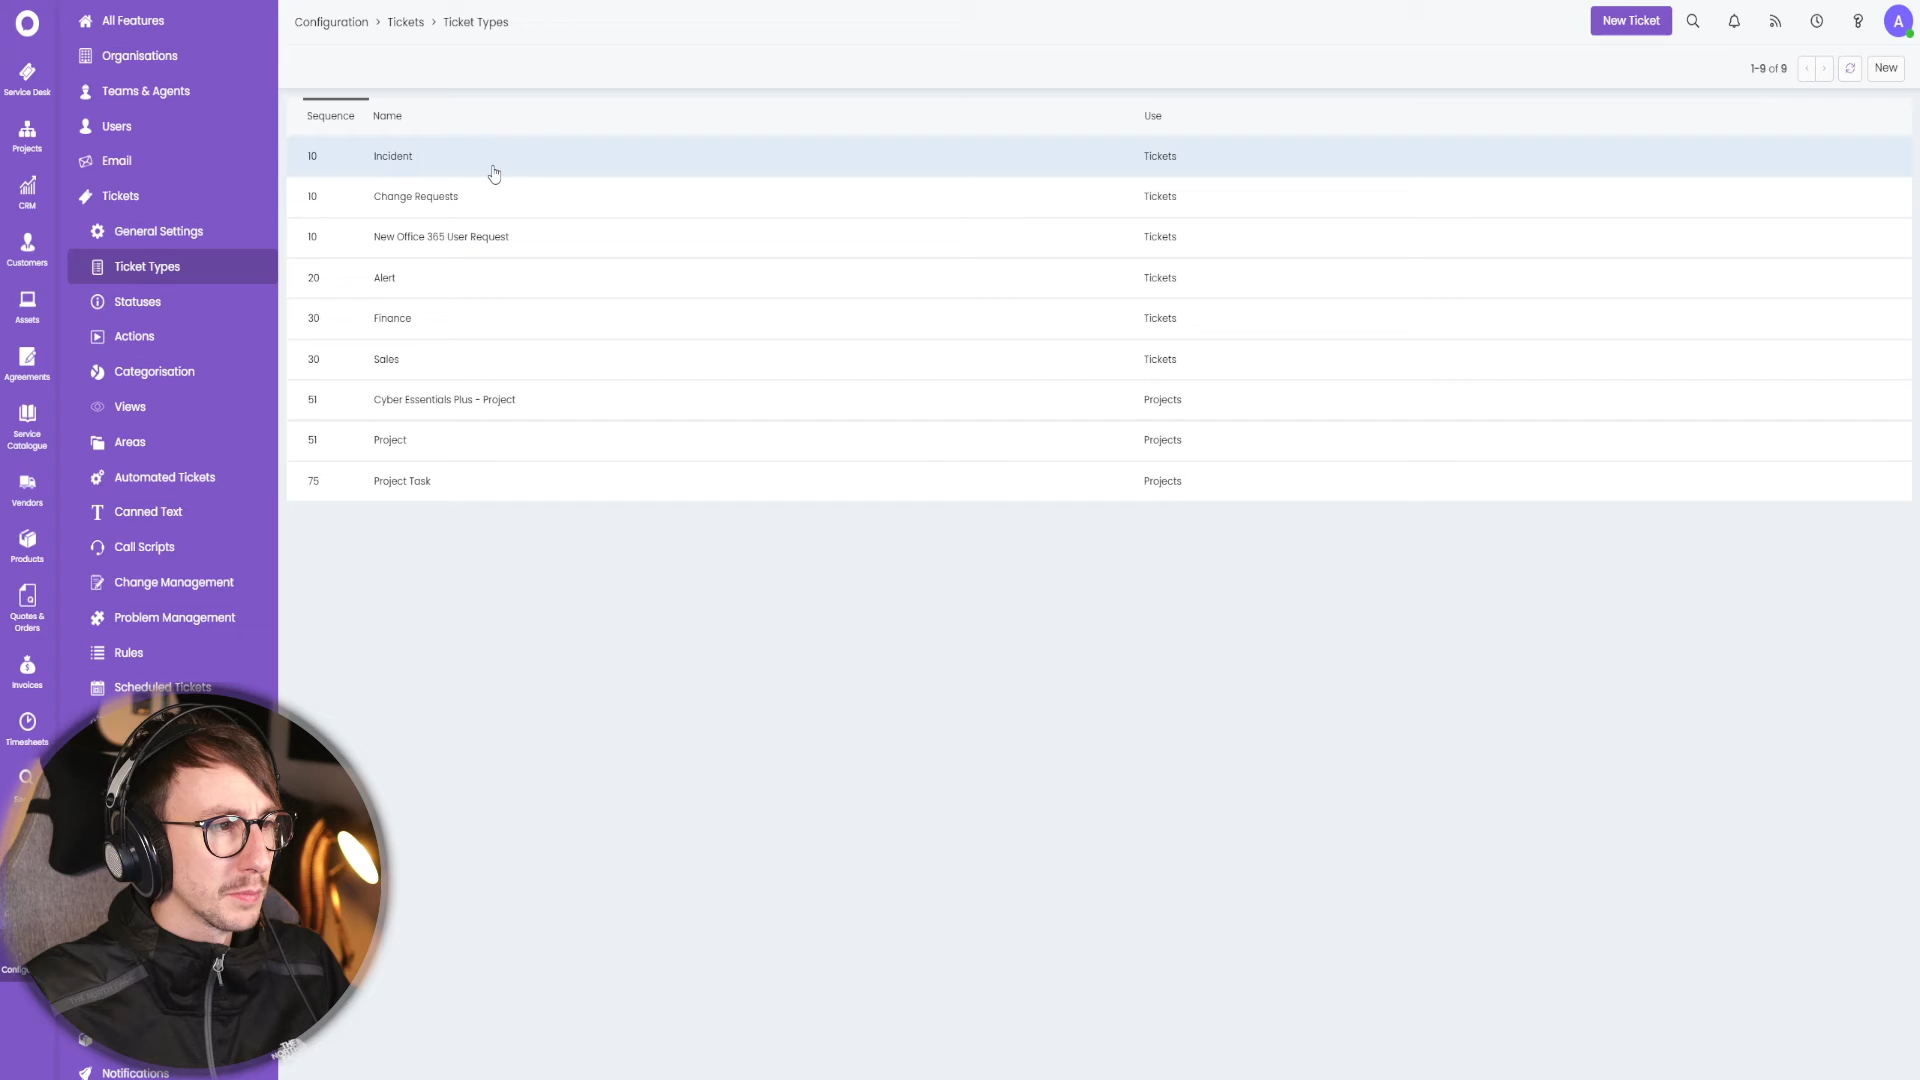 All Features
Configuration > Tickets > Ticket Types
New Ticket
A
Organisations
Service Desk
Teams & Agents
1-9 of 9
New
Users
Projects
Sequence Name Use
Email
10 Incident Tickets
Tickets
CRM
10 Change Requests Tickets
General Settings
10 New Office 365 User Request Tickets
Customers
Ticket Types
20 Alert Tickets
Statuses
Assets
30 Finance Tickets
Actions
30 Sales Tickets
Categorisation
Agreements
51 Cyber Essentials Plus - Project Projects
Views
Areas
51 Project Projects
Service
Catalogue
Automated Tickets
75 Project Task Projects
Vendors
Canned Text
Call Scripts
Products
Change Management
Quotes &
Orders
Problem Management
Rules
Invoices
Scheduled Tickets
Timesheets
THE NORTH FACE
Notifications